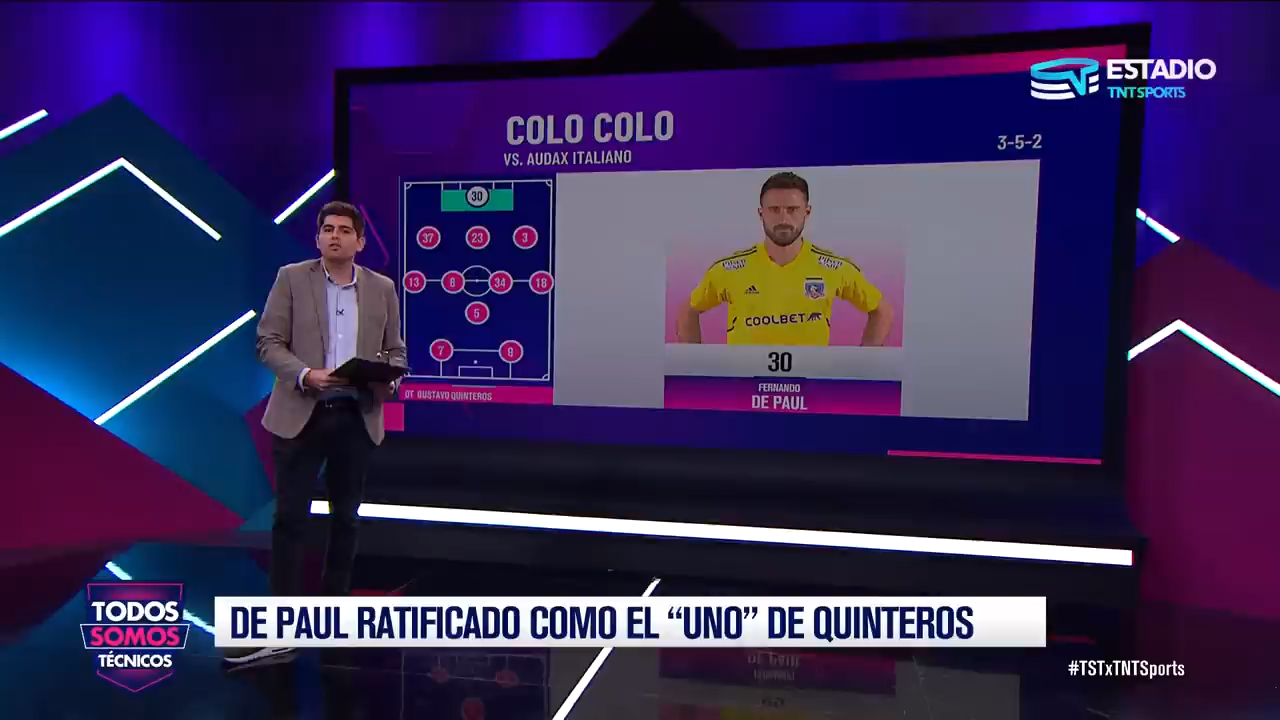 ESTADIO
TNT SPORTS
COLO COLO
VS. AUDAX ITALIANO
3-5-2
30
37 23 3
13 8 34 18
5
7 9
DT GUSTAVO QUINTEROS
COOLBET
30
FERNANDO
DE PAUL
TODOS
SOMOS
TÉCNICOS
DE PAUL RATIFICADO COMO EL “UNO” DE QUINTEROS
#TSTxTNTSports